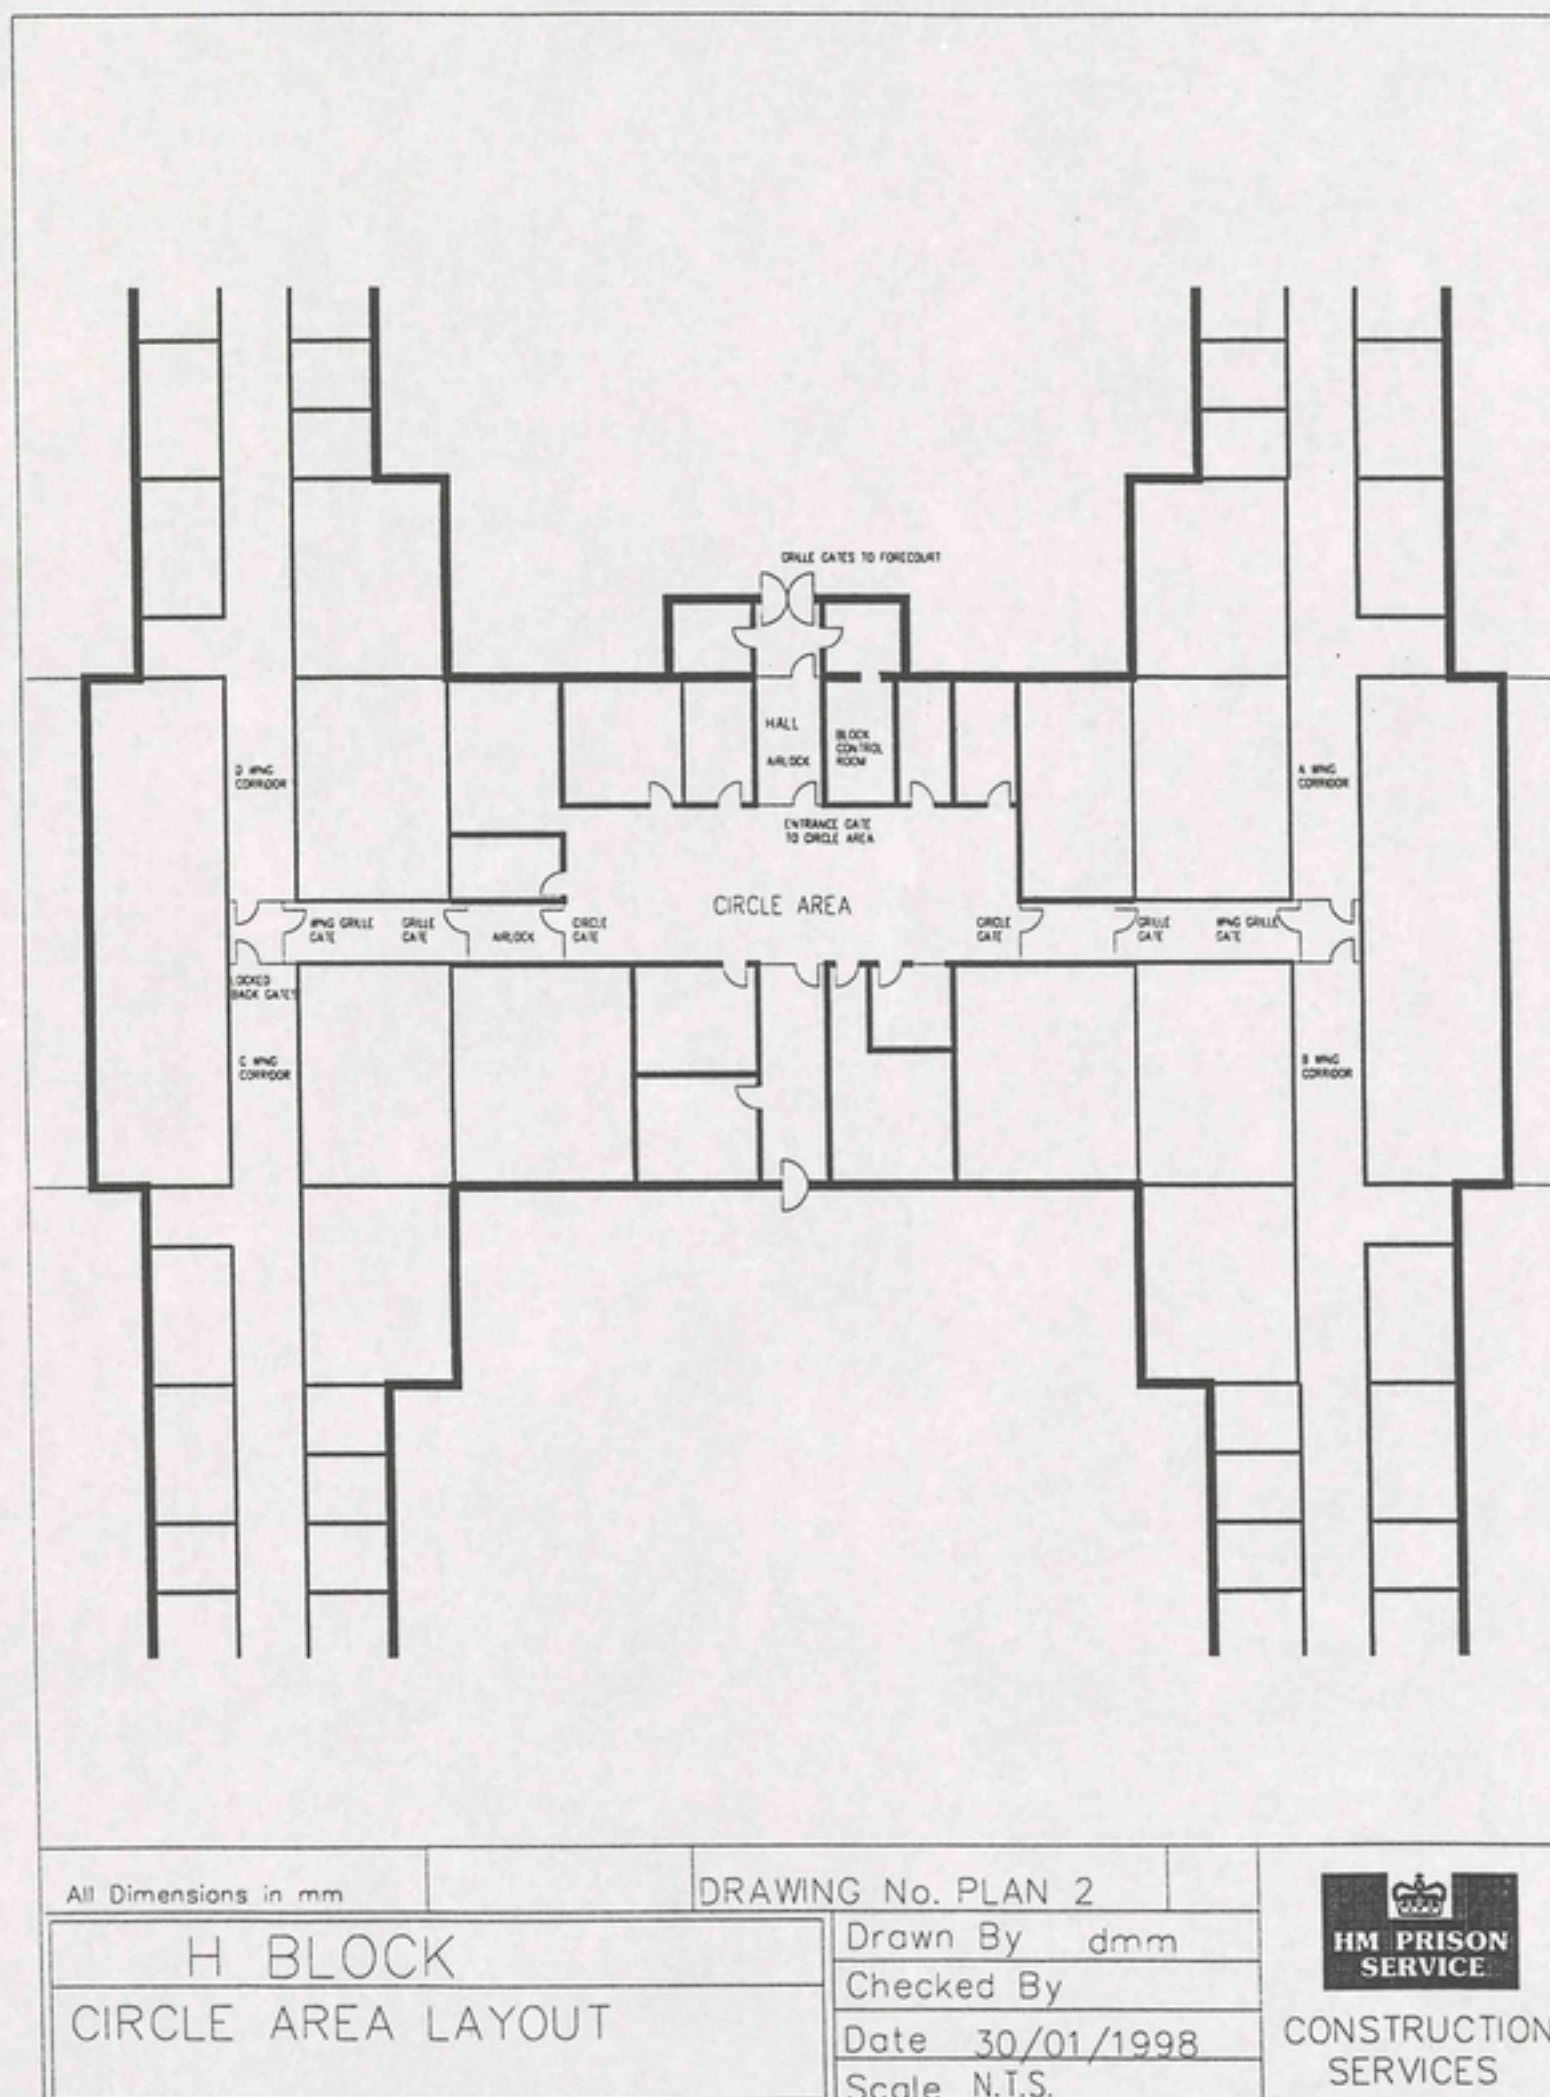 GRILLE GATES TO FORECOURT
HALL
AIRLOCK
BLOCK
CONTROL
ROOM
D WING
CORRIDOR
A WING
CORRIDOR
ENTRANCE GATE
TO CIRCLE AREA
CIRCLE AREA
WING GRILLE
GATE
GRILLE
GATE
AIRLOCK
CIRCLE
GATE
CIRCLE
GATE
GRILLE
GATE
WING GRILLE
GATE
LOCKED
BACK GATES
C WING
CORRIDOR
B WING
CORRIDOR
All Dimensions in mm
DRAWING No. PLAN 2
H BLOCK
CIRCLE AREA LAYOUT
Drawn By dmm
Checked By
Date 30/01/1998
Scale N.T.S.
HM PRISON
SERVICE
CONSTRUCTION
SERVICES